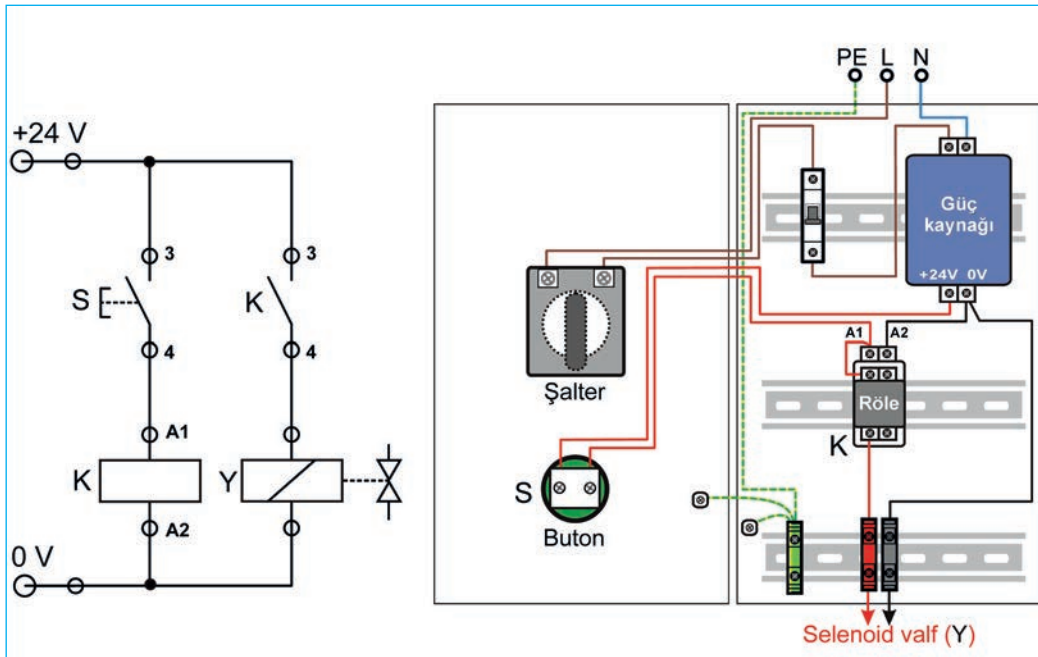 +24 V
3
S
4
A1
K
A2
0 V
3
K
4
Y
PE L N
Güç
kaynağı
+24V 0V
Şalter
A1 A2
Röle
K
S
Buton
Selenoid valf (Y)